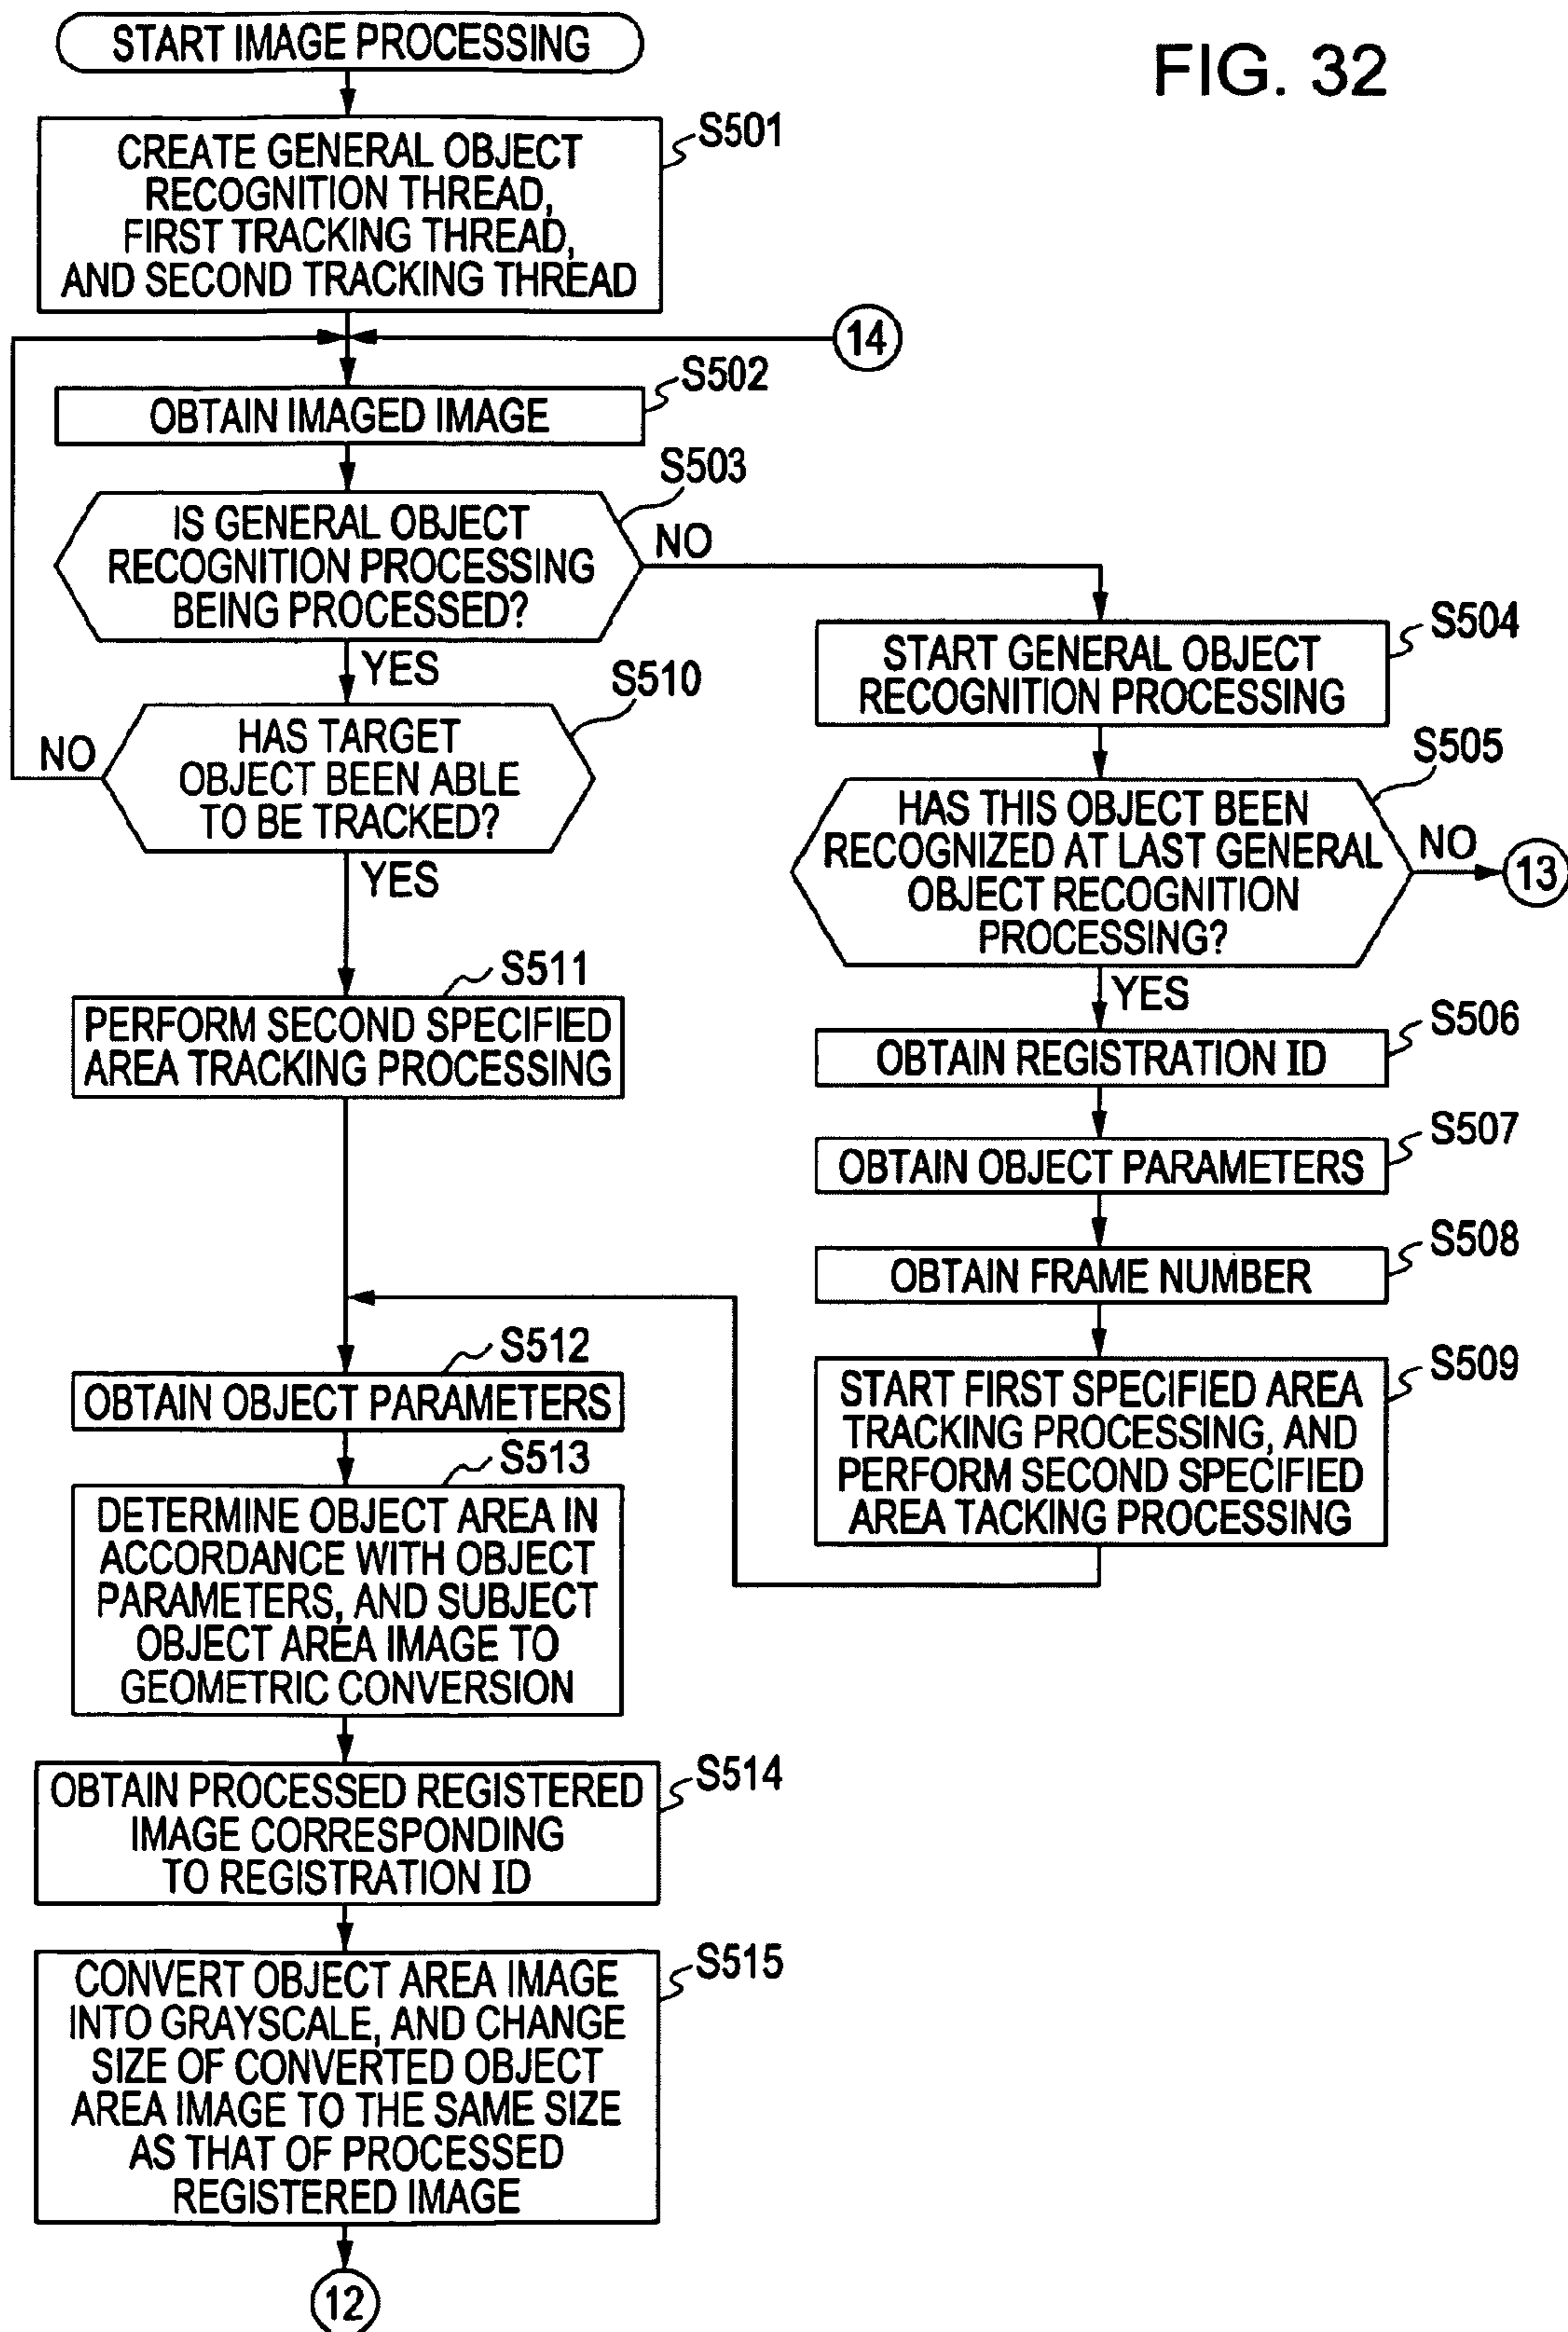 START IMAGE PROCESSING
FIG. 32
S501
CREATE GENERAL OBJECT
RECOGNITION THREAD,
FIRST TRACKING THREAD,
AND SECOND TRACKING THREAD
14
S502
OBTAIN IMAGED IMAGE
S503
IS GENERAL OBJECT
RECOGNITION PROCESSING
BEING PROCESSED?
NO
YES
S510
HAS TARGET
OBJECT BEEN ABLE
TO BE TRACKED?
NO
YES
S504
START GENERAL OBJECT
RECOGNITION PROCESSING
S505
HAS THIS OBJECT BEEN
RECOGNIZED AT LAST GENERAL
OBJECT RECOGNITION
PROCESSING?
NO
13
YES
S506
OBTAIN REGISTRATION ID
S507
OBTAIN OBJECT PARAMETERS
S508
OBTAIN FRAME NUMBER
S509
START FIRST SPECIFIED AREA
TRACKING PROCESSING, AND
PERFORM SECOND SPECIFIED
AREA TACKING PROCESSING
S511
PERFORM SECOND SPECIFIED
AREA TRACKING PROCESSING
S512
OBTAIN OBJECT PARAMETERS
S513
DETERMINE OBJECT AREA IN
ACCORDANCE WITH OBJECT
PARAMETERS, AND SUBJECT
OBJECT AREA IMAGE TO
GEOMETRIC CONVERSION
S514
OBTAIN PROCESSED REGISTERED
IMAGE CORRESPONDING
TO REGISTRATION ID
S515
CONVERT OBJECT AREA IMAGE
INTO GRAYSCALE, AND CHANGE
SIZE OF CONVERTED OBJECT
AREA IMAGE TO THE SAME SIZE
AS THAT OF PROCESSED
REGISTERED IMAGE
12